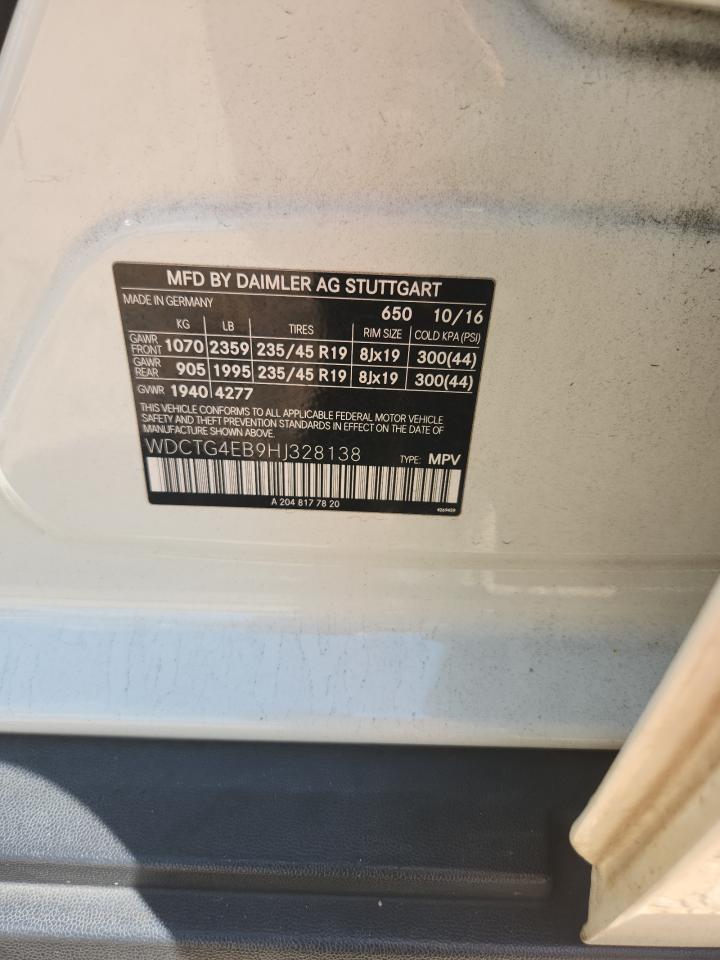 MFD BY DAIMLER AG STUTTGART
MADE IN GERMANY 650 10/16
KG LB TIRES RIM SIZE COLD KPA (PSI)
GAWR FRONT 1070 2359 235/45 R19 8Jx19 300(44)
GAWR REAR 905 1995 235/45 R19 8Jx19 300(44)
GVWR 1940 4277
THIS VEHICLE CONFORMS TO ALL APPLICABLE FEDERAL MOTOR VEHICLE
SAFETY AND THEFT PREVENTION STANDARDS IN EFFECT ON THE DATE OF
MANUFACTURE SHOWN ABOVE.
WDCTG4EB9HJ328138 TYPE: MPV
A 204 817 78 20